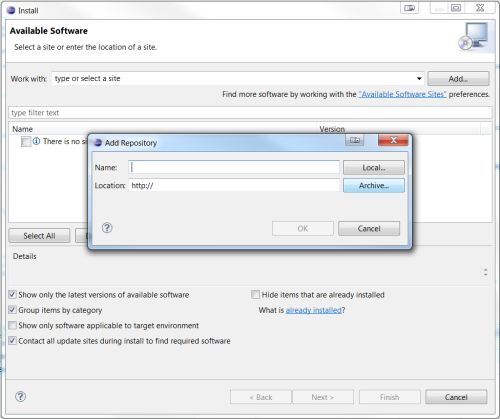 Install
Available Software
Select a site or enter the location of a site.
Work with: type or select a site Add...
Find more software by working with the "Available Software Sites" preferences.
type filter text
Name Version
There is no si
Add Repository
Name: Local...
Location: http:// Archive...
? OK Cancel
Select All
Details
Show only the latest versions of available software Hide items that are already installed
Group items by category What is already installed?
Show only software applicable to target environment
Contact all update sites during install to find required software
? < Back Next > Finish Cancel